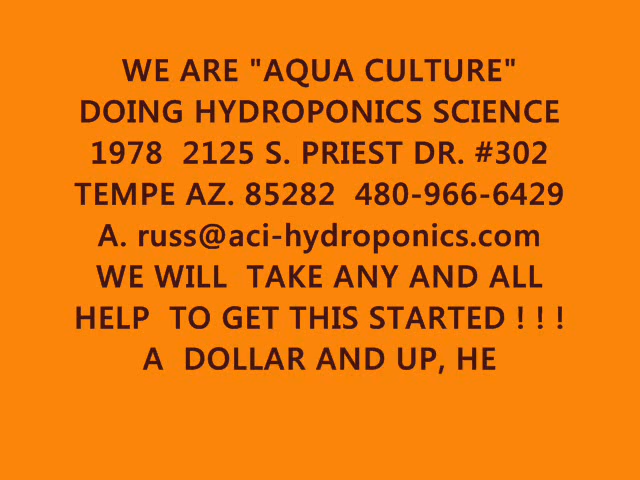 WE ARE "AQUA CULTURE"
DOING HYDROPONICS SCIENCE
1978  2125 S. PRIEST DR. #302
TEMPE AZ. 85282  480-966-6429
A. russ@aci-hydroponics.com
WE WILL  TAKE ANY AND ALL
HELP  TO GET THIS STARTED ! ! !
A  DOLLAR AND UP, HE